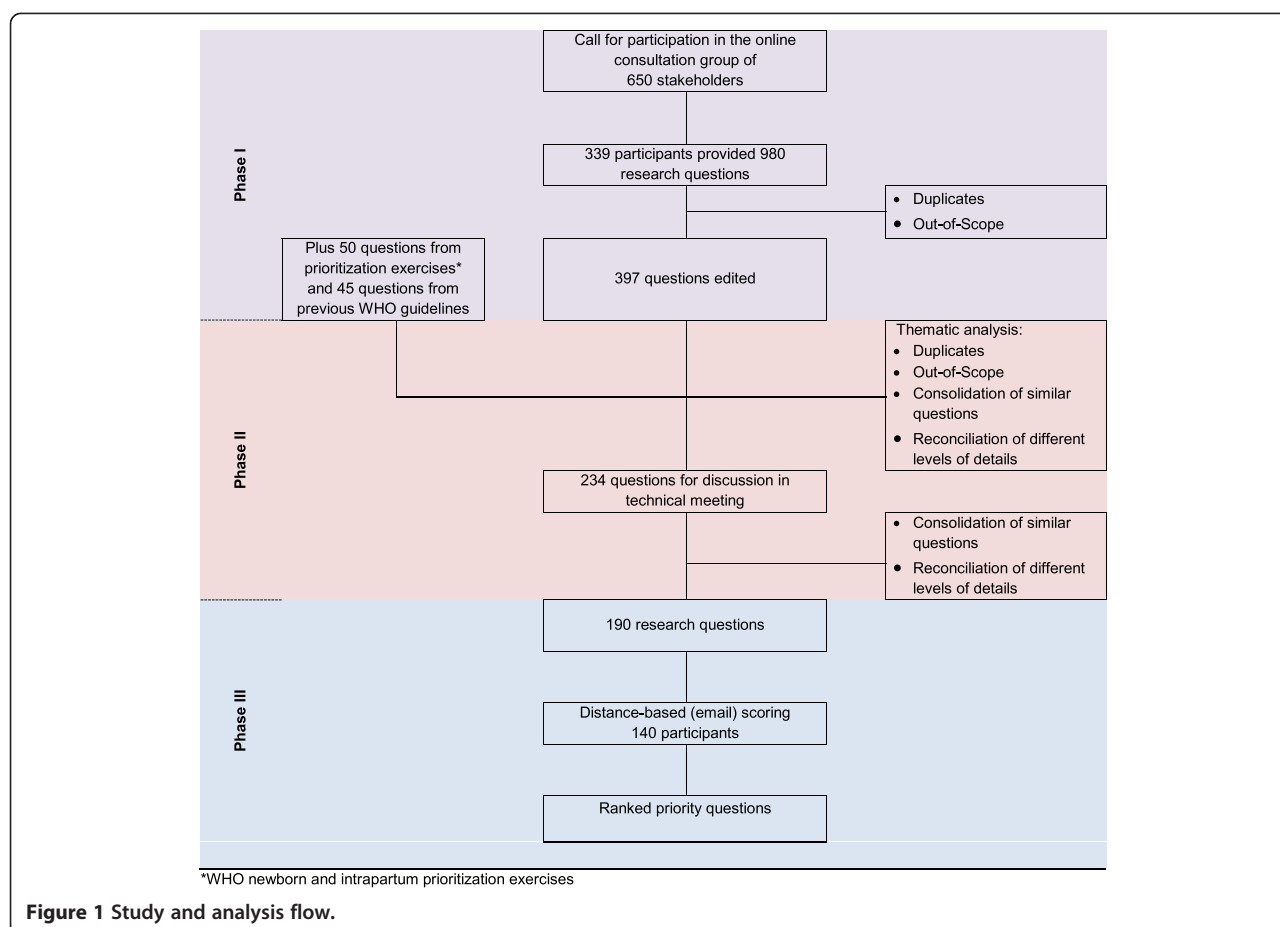 Call for participation in the online
consultation group of
650 stakeholders
Phase I
339 participants provided 980
research questions
• Duplicates
• Out-of-Scope
Plus 50 questions from
prioritization exercises*
and 45 questions from
previous WHO guidelines
397 questions edited
Phase II
Thematic analysis:
• Duplicates
• Out-of-Scope
• Consolidation of similar
questions
• Reconciliation of different
levels of details
234 questions for discussion in
technical meeting
• Consolidation of similar
questions
• Reconciliation of different
levels of details
Phase III
190 research questions
Distance-based (email) scoring
140 participants
Ranked priority questions
*WHO newborn and intrapartum prioritization exercises
Figure 1 Study and analysis flow.